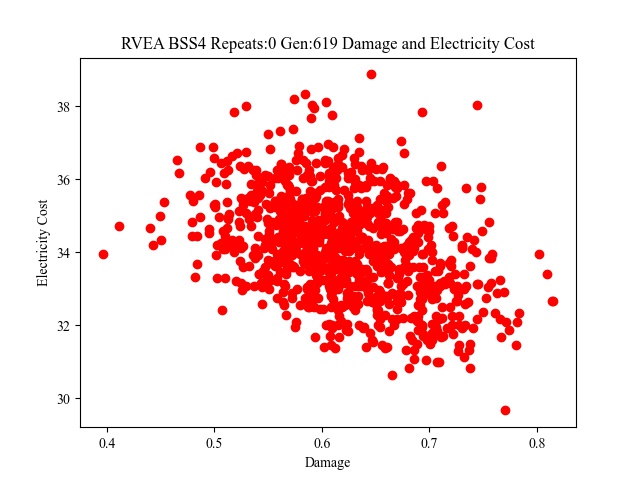 RVEA BSS4 Repeats:0 Gen:619 Damage and Electricity Cost
38
36
34
32
30
Electricity Cost
0.4 0.5 0.6 0.7 0.8
Damage